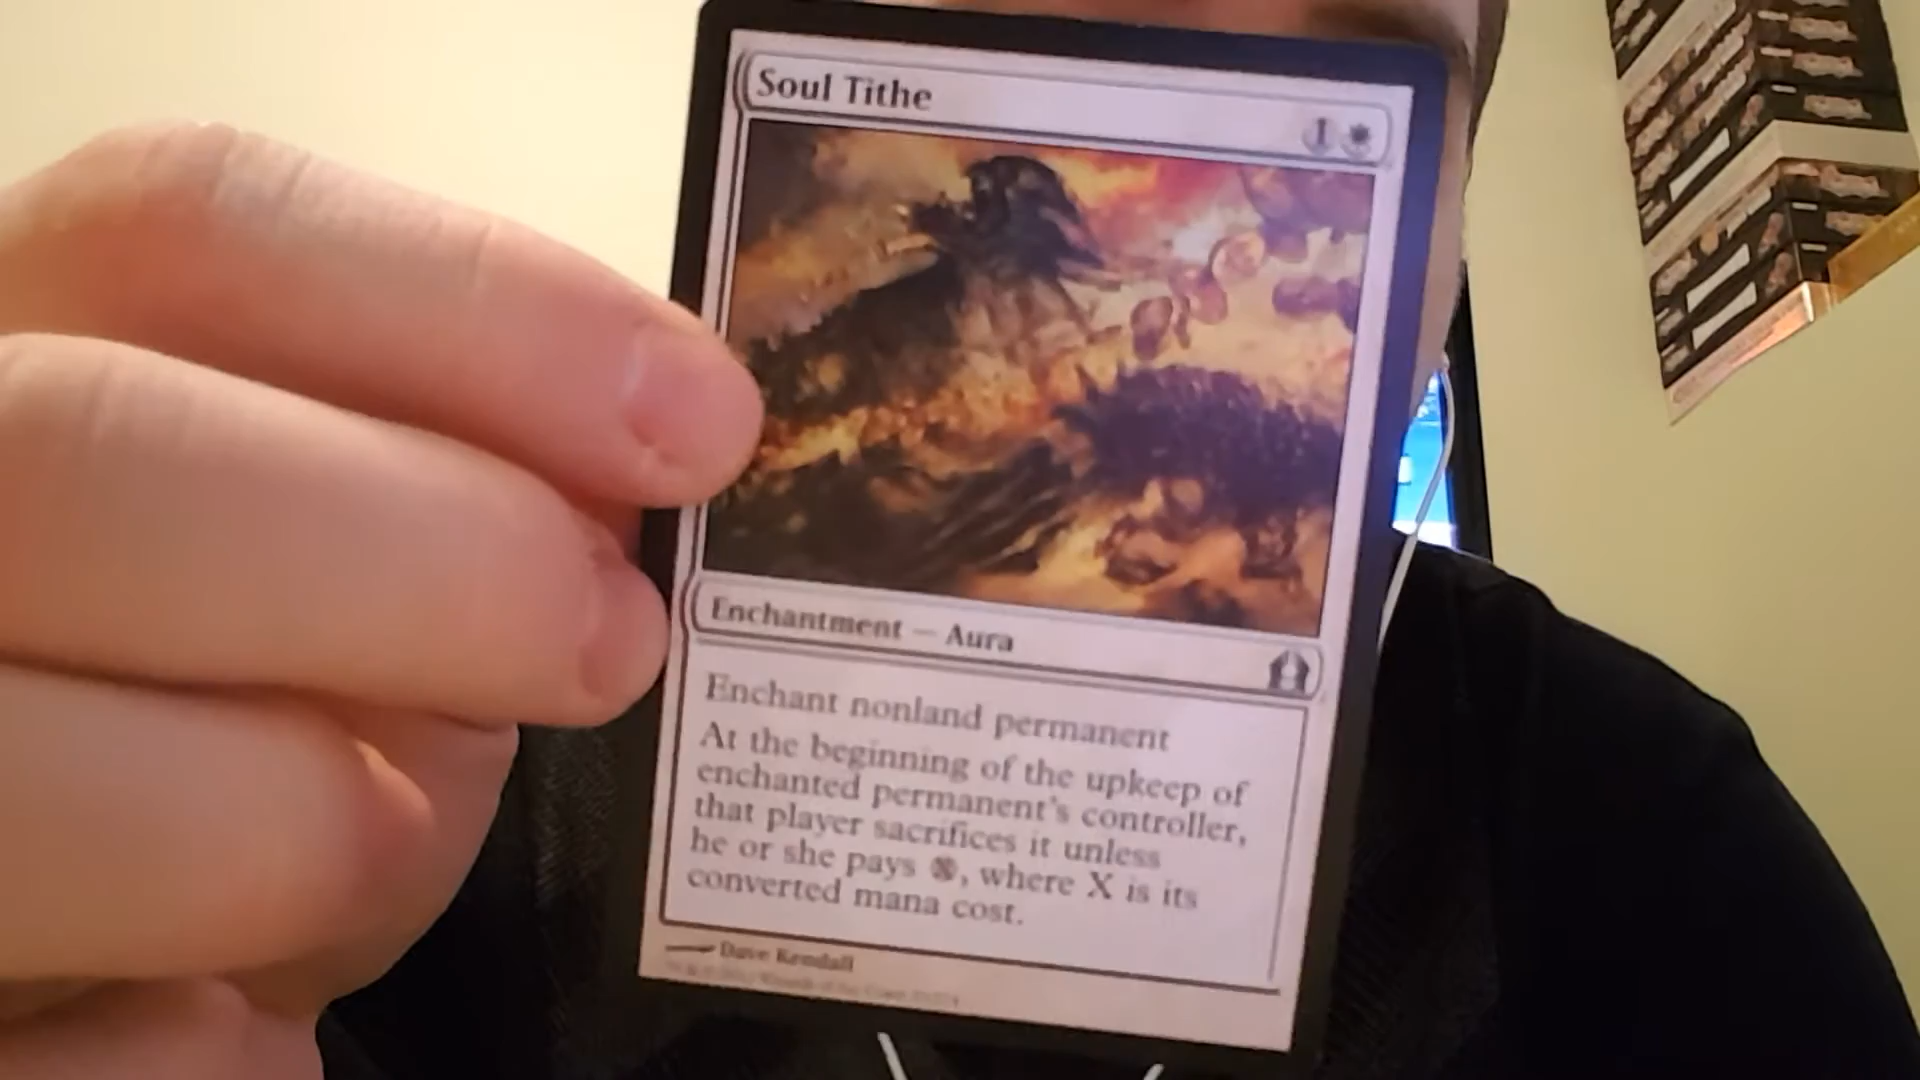 Soul Tithe
1
Enchantment — Aura
Enchant nonland permanent
At the beginning of the upkeep of
enchanted permanent's controller,
that player sacrifices it unless
he or she pays X, where X is its
converted mana cost.
Dave Kendall